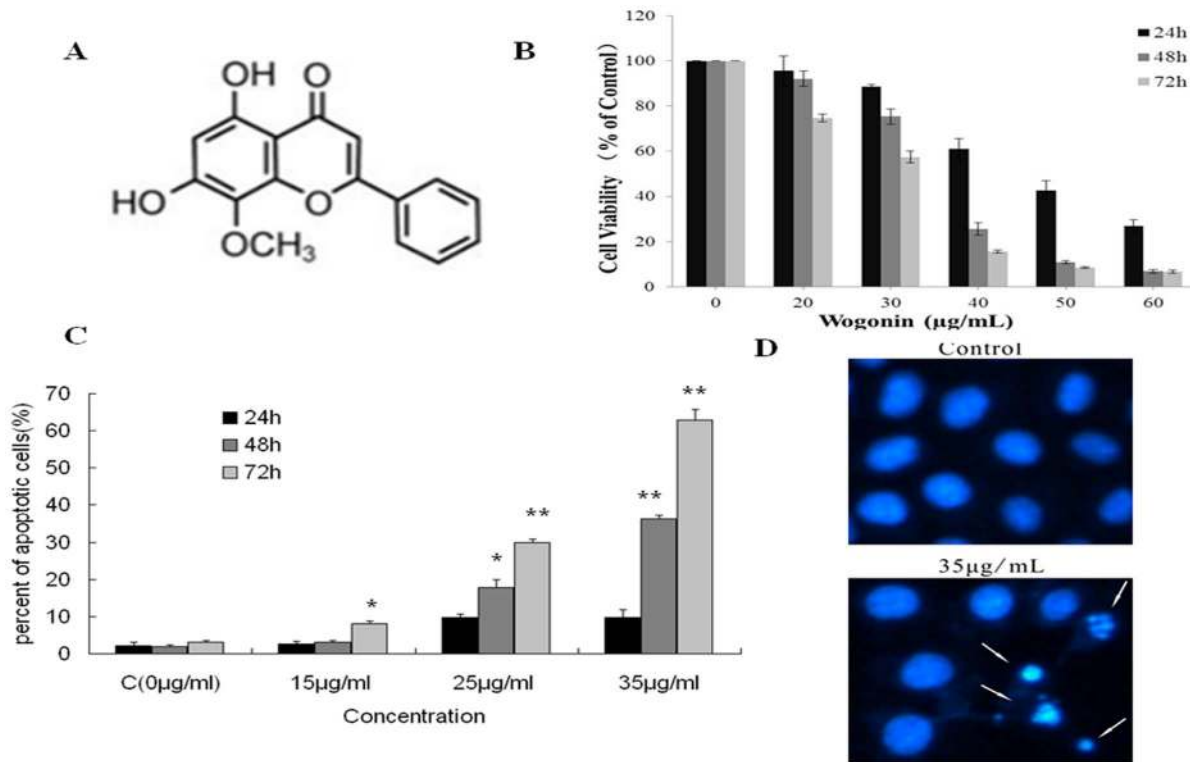 A
OH
O
HO
O
OCH3
B
Cell Viability ( % of Control)
120
100
80
60
40
20
0
24h
48h
72h
0 20 30 40 50 60
Wogonin (μg/mL)
C
percent of apoptotic cells(%)
70
60
50
40
30
20
10
0
24h
48h
72h
*
* **
** **
C(0μg/ml) 15μg/ml 25μg/ml 35μg/ml
Concentration
D
Control
35μg/mL